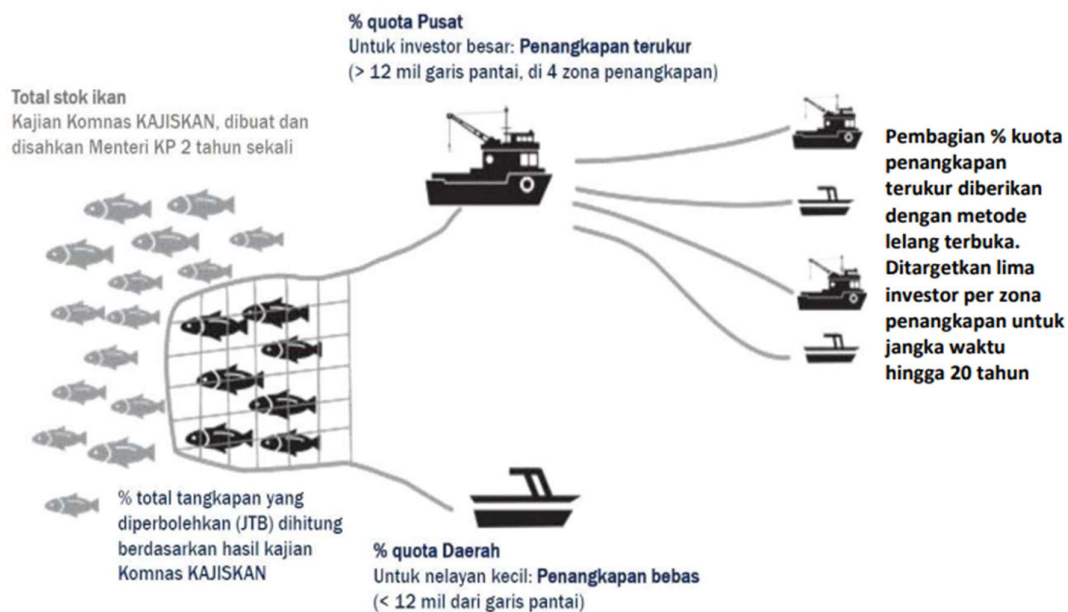 % quota Pusat
Untuk investor besar: Penangkapan terukur
(> 12 mil garis pantai, di 4 zona penangkapan)
Total stok ikan
Kajian Komnas KAJISKAN, dibuat dan
disahkan Menteri KP 2 tahun sekali
Pembagian % kuota
penangkapan
terukur diberikan
dengan metode
lelang terbuka.
Ditargetkan lima
investor per zona
penangkapan untuk
jangka waktu
hingga 20 tahun
% total tangkapan yang
diperbolehkan (JTB) dihitung
berdasarkan hasil kajian
Komnas KAJISKAN
% quota Daerah
Untuk nelayan kecil: Penangkapan bebas
(< 12 mil dari garis pantai)